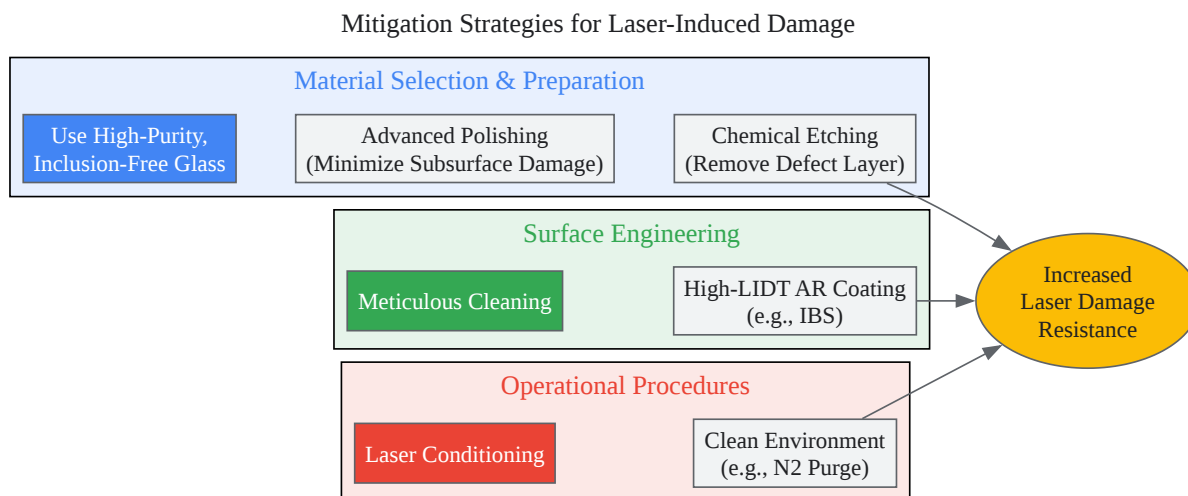 Mitigation Strategies for Laser-Induced Damage
Material Selection & Preparation
Use High-Purity,
Inclusion-Free Glass
Advanced Polishing
(Minimize Subsurface Damage)
Chemical Etching
(Remove Defect Layer)
Surface Engineering
Meticulous Cleaning
High-LIDT AR Coating
(e.g., IBS)
Increased
Laser Damage
Resistance
Operational Procedures
Laser Conditioning
Clean Environment
(e.g., N2 Purge)